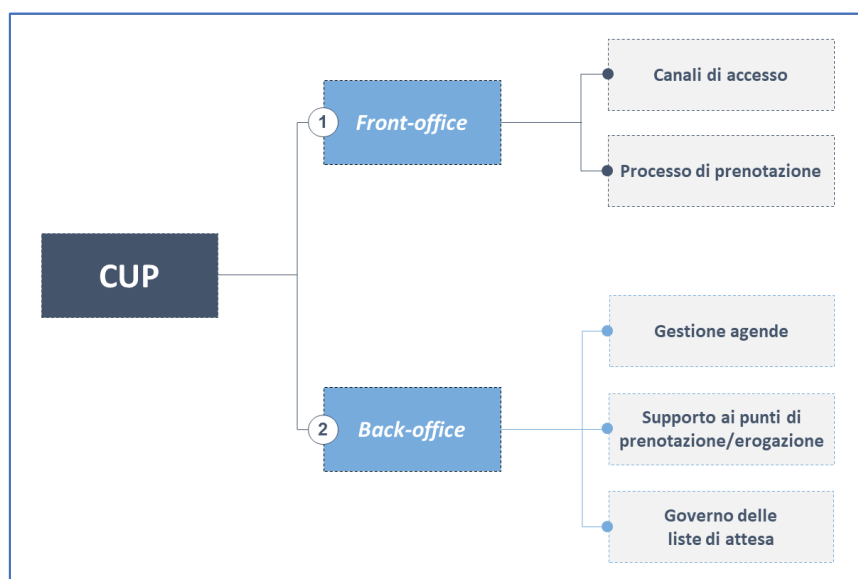 CUP
1
Front-office
Canali di accesso
Processo di prenotazione
2
Back-office
Gestione agende
Supporto ai punti di
prenotazione/erogazione
Governo delle
liste di attesa